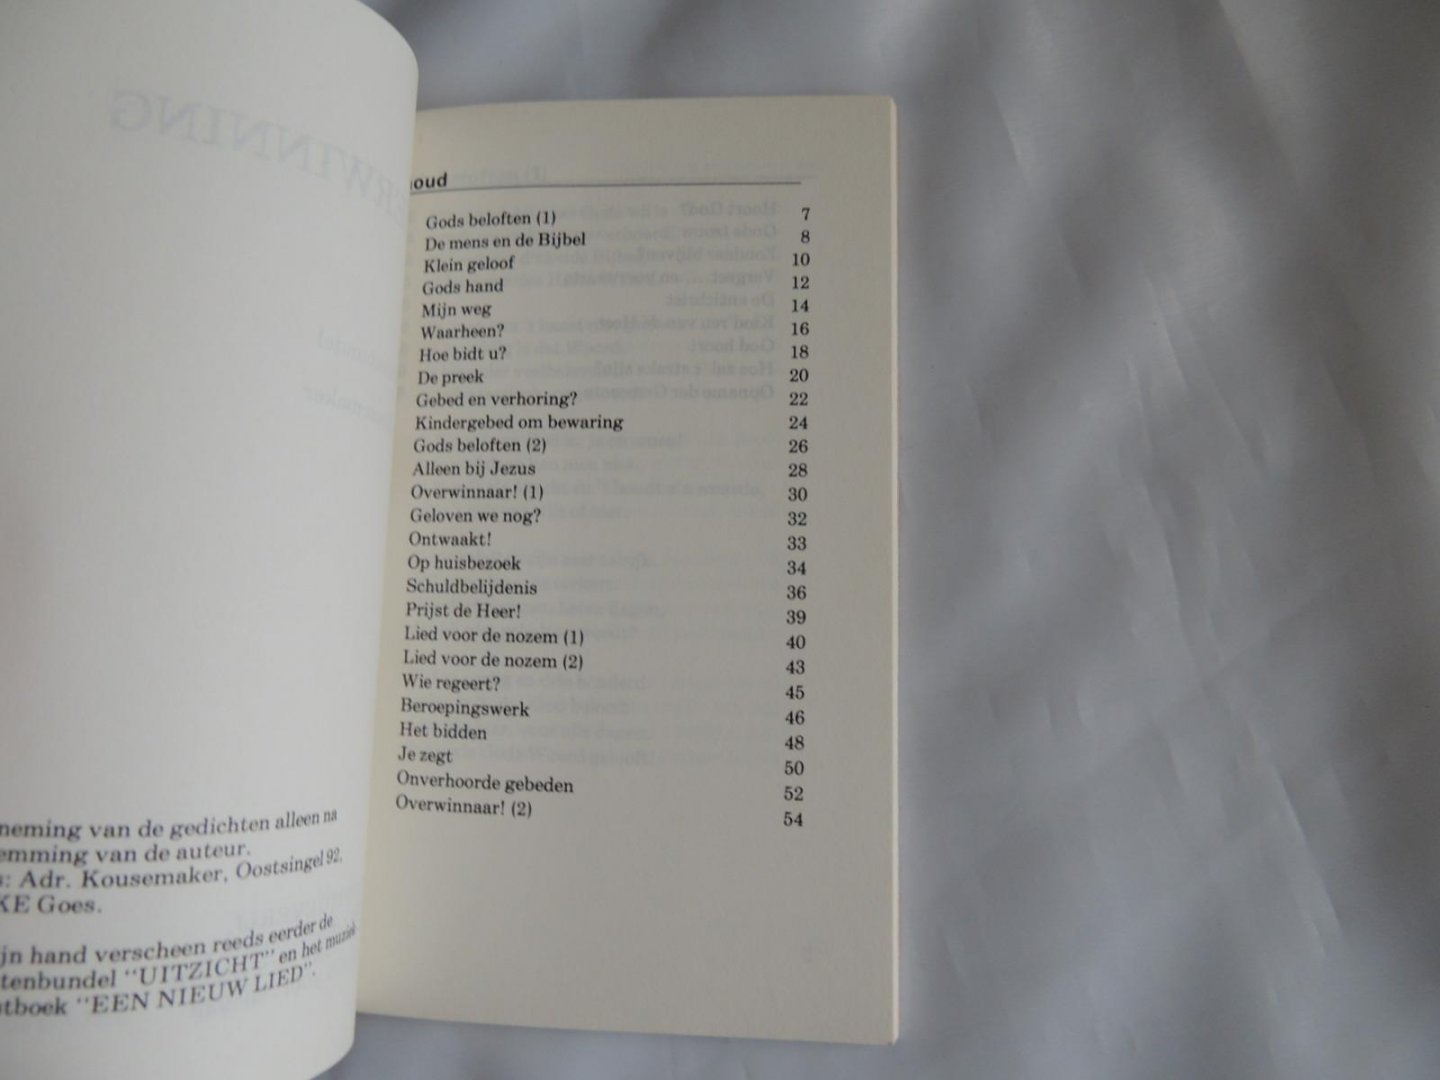 oud
Gods beloften (1) 7
De mens en de Bijbel 8
Klein geloof 10
Gods hand 12
Mijn weg 14
Waarheen? 16
Hoe bidt u? 18
De preek 20
Gebed en verhoring? 22
Kindergebed om bewaring 24
Gods beloften (2) 26
Alleen bij Jezus 28
Overwinnaar! (1) 30
Geloven we nog? 32
Ontwaakt! 33
Op huisbezoek 34
Schuldbelijdenis 36
Prijst de Heer! 39
Lied voor de nozem (1) 40
Lied voor de nozem (2) 43
Wie regeert? 45
Beroepingswerk 46
Het bidden 48
Je zegt 50
Onverhoorde gebeden 52
Overwinnaar! (2) 54
neming van de gedichten alleen na
emming van de auteur.
s: Adr. Kousemaker, Oostsingel 92,
KE Goes.
ijn hand verscheen reeds eerder de
tenbundel "UITZICHT" en het muziek-
tboek "EEN NIEUW LIED".